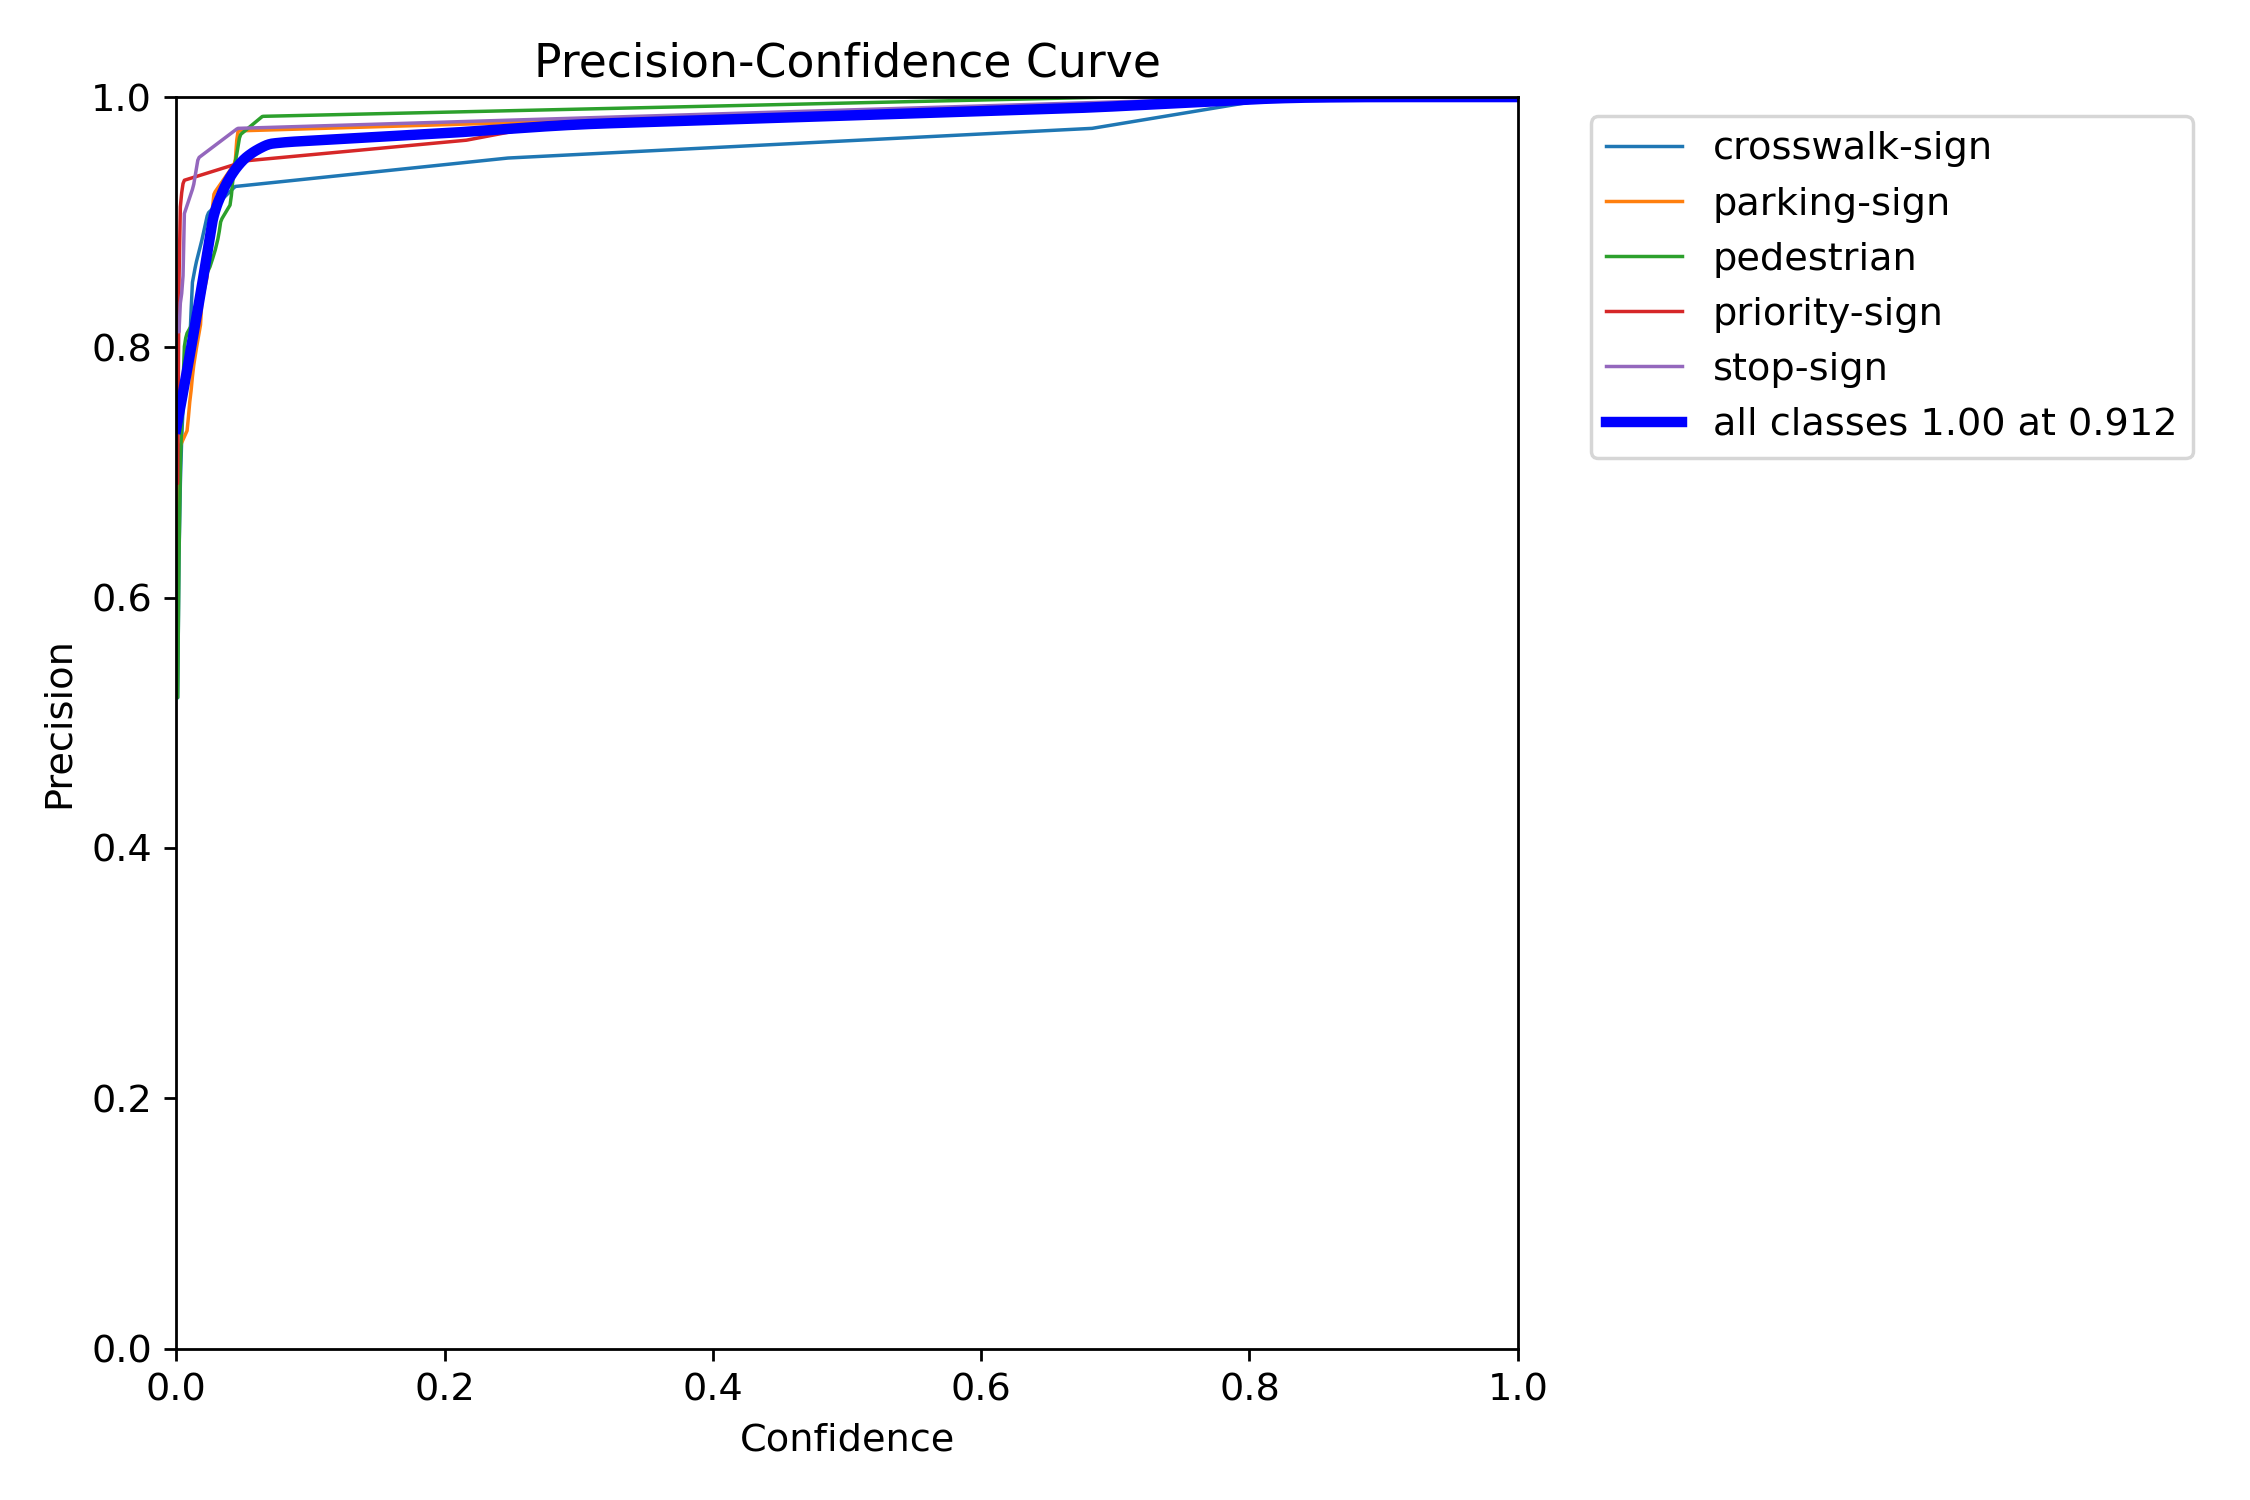 Precision-Confidence Curve
1.0
0.8
0.6
0.4
0.2
0.0
Precision
0.0 0.2 0.4 0.6 0.8 1.0
Confidence
crosswalk-sign
parking-sign
pedestrian
priority-sign
stop-sign
all classes 1.00 at 0.912